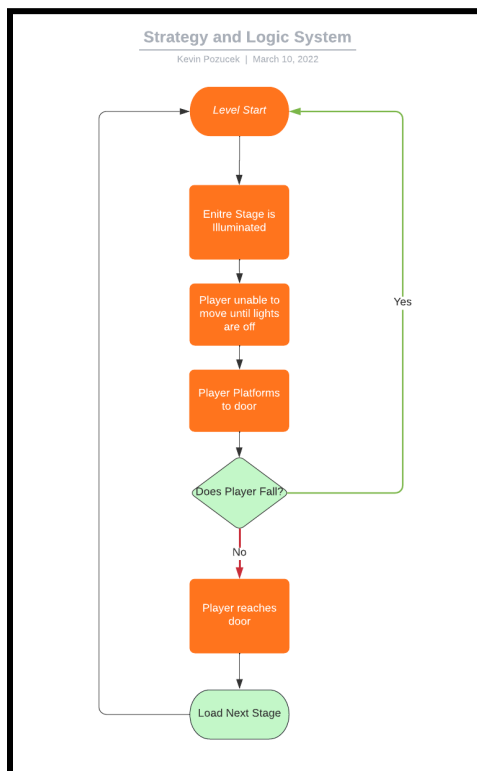 Strategy and Logic System
Kevin Pozucek | March 10, 2022
Level Start
Enitre Stage is
Illuminated
Player unable to
move until lights
are off
Yes
Player Platforms
to door
Does Player Fall?
No
Player reaches
door
Load Next Stage